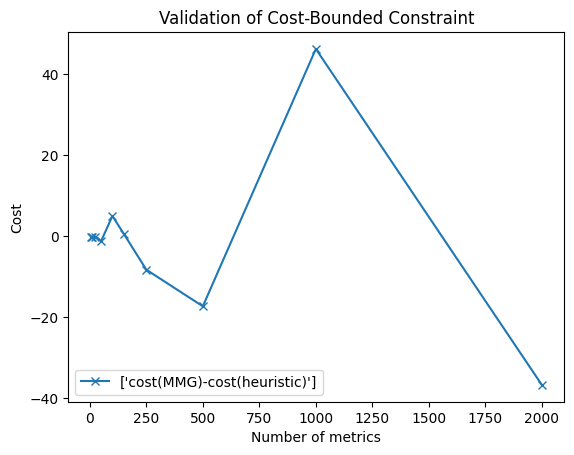 Validation of Cost-Bounded Constraint
40
20
0
−20
−40
Cost
['cost(MMG)-cost(heuristic)']
0 250 500 750 1000 1250 1500 1750 2000
Number of metrics